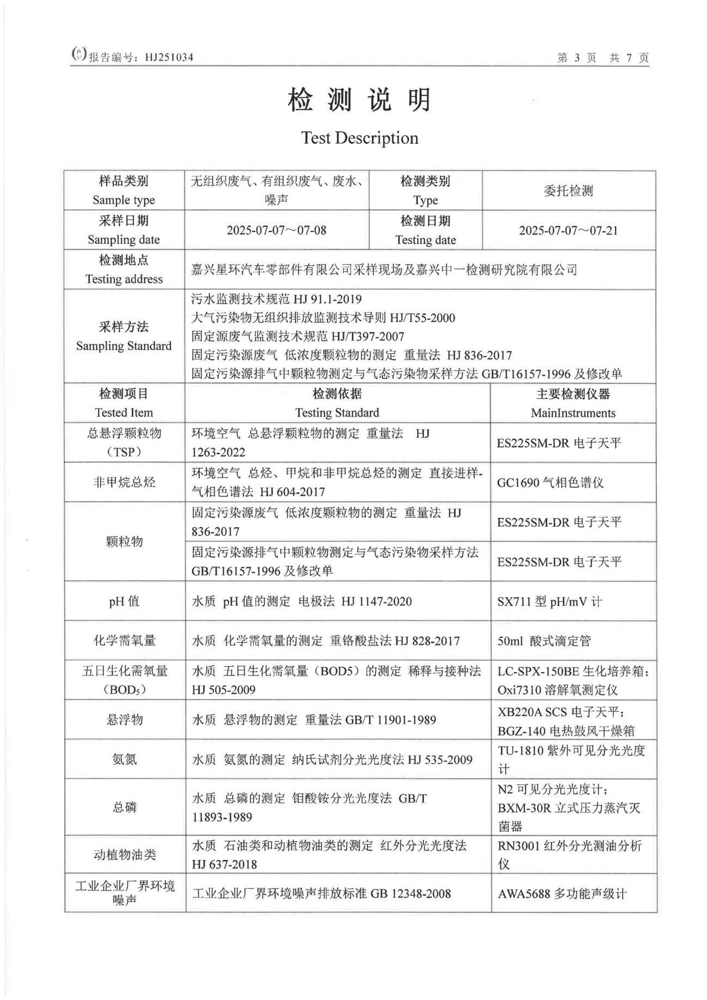 报告编号：HJ251034
第 3 页 共 7 页
检测说明
Test Description
样品类别
Sample type
无组织废气、有组织废气、废水、
噪声
检测类别
Type
委托检测
采样日期
Sampling date
2025-07-07～07-08
检测日期
Testing date
2025-07-07～07-21
检测地点
Testing address
嘉兴星环汽车零部件有限公司采样现场及嘉兴中一检测研究院有限公司
采样方法
Sampling Standard
污水监测技术规范 HJ 91.1-2019
大气污染物无组织排放监测技术导则 HJ/T55-2000
固定源废气监测技术规范 HJ/T397-2007
固定污染源废气 低浓度颗粒物的测定 重量法 HJ 836-2017
固定污染源排气中颗粒物测定与气态污染物采样方法 GB/T16157-1996 及修改单
检测项目
Tested Item
检测依据
Testing Standard
主要检测仪器
MainInstruments
总悬浮颗粒物
（TSP）
环境空气 总悬浮颗粒物的测定 重量法 HJ
1263-2022
ES225SM-DR 电子天平
非甲烷总烃
环境空气 总烃、甲烷和非甲烷总烃的测定 直接进样-
气相色谱法 HJ 604-2017
GC1690 气相色谱仪
颗粒物
固定污染源废气 低浓度颗粒物的测定 重量法 HJ
836-2017
ES225SM-DR 电子天平
固定污染源排气中颗粒物测定与气态污染物采样方法
GB/T16157-1996 及修改单
ES225SM-DR 电子天平
pH 值
水质 pH 值的测定 电极法 HJ 1147-2020
SX711 型 pH/mV 计
化学需氧量
水质 化学需氧量的测定 重铬酸盐法 HJ 828-2017
50ml 酸式滴定管
五日生化需氧量
（BOD₅）
水质 五日生化需氧量（BOD5）的测定 稀释与接种法
HJ 505-2009
LC-SPX-150BE 生化培养箱；
Oxi7310 溶解氧测定仪
悬浮物
水质 悬浮物的测定 重量法 GB/T 11901-1989
XB220A SCS 电子天平；
BGZ-140 电热鼓风干燥箱
氨氮
水质 氨氮的测定 纳氏试剂分光光度法 HJ 535-2009
TU-1810 紫外可见分光光度
计
总磷
水质 总磷的测定 钼酸铵分光光度法 GB/T
11893-1989
N2 可见分光光度计；
BXM-30R 立式压力蒸汽灭
菌器
动植物油类
水质 石油类和动植物油类的测定 红外分光光度法
HJ 637-2018
RN3001 红外分光测油分析
仪
工业企业厂界环境
噪声
工业企业厂界环境噪声排放标准 GB 12348-2008
AWA5688 多功能声级计